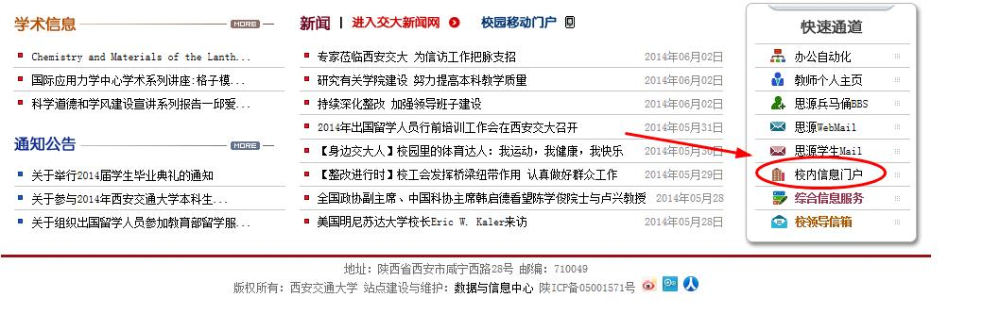 学术信息 MORE
Chemistry and Materials of the Lanth...
国际应用力学中心学术系列讲座:格子模...
科学道德和学风建设宣讲系列报告一邱爱...
通知公告 MORE
关于举行2014届学生毕业典礼的通知
关于参与2014年西安交通大学本科生...
关于组织出国留学人员参加教育部留学服...
新闻 | 进入交大新闻网 校园移动门户
专家莅临西安交大 为信访工作把脉支招 2014年06月02日
研究有关学院建设 努力提高本科教学质量 2014年06月02日
持续深化整改 加强领导班子建设 2014年06月02日
2014年出国留学人员行前培训工作会在西安交大召开 2014年05月31日
【身边交大人】校园里的体育达人：我运动，我健康，我快乐 2014年05月30日
【整改进行时】校工会发挥桥梁纽带作用 认真做好群众工作 2014年05月29日
全国政协副主席、中国科协主席韩启德看望陈学俊院士与卢兴教授 2014年05月28
美国明尼苏达大学校长Eric W. Kaler来访 2014年05月28日
快速通道
办公自动化
教师个人主页
思源兵马俑BBS
思源WebMail
思源学生Mail
校内信息门户
综合信息服务
校领导信箱
地址：陕西省西安市咸宁西路28号 邮编：710049
版权所有：西安交通大学 站点建设与维护：数据与信息中心 陕ICP备05001571号